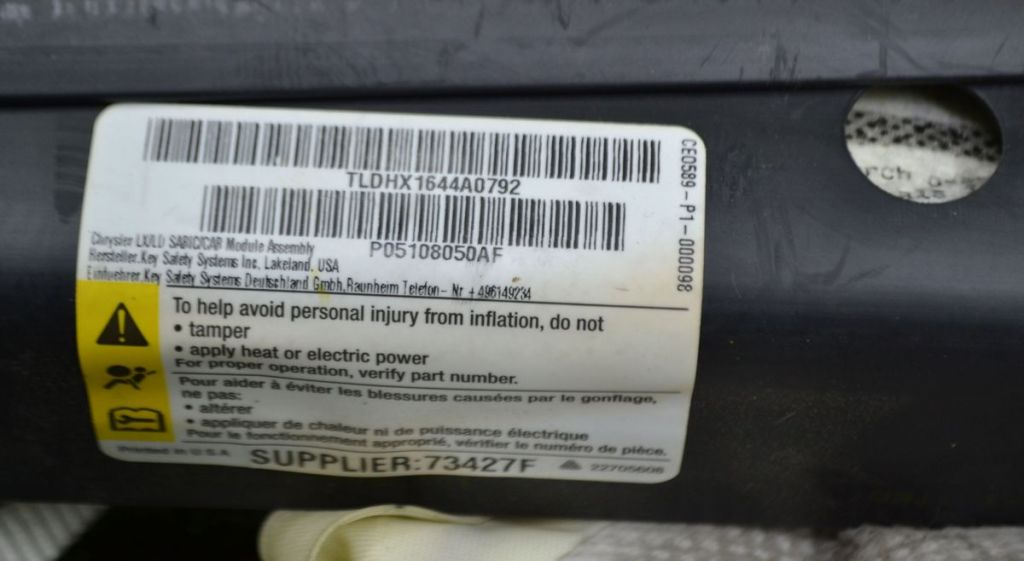 TLDHX1644A0792
P05108050AF
CE0589-P1-000098
Chrysler LX/LD SABIC/CAR Module Assembly
Hersteller.Key Safety Systems Inc, Lakeland, USA
Einfuehrer.Key Safety Systems Deutschland Gmbh,Raunheim Telefon- Nr +496149234
To help avoid personal injury from inflation, do not
• tamper
• apply heat or electric power
For proper operation, verify part number.
Pour aider à éviter les blessures causées par le gonflage,
ne pas:
• altérer
• appliquer de chaleur ni de puissance électrique
Pour le fonctionnement approprié, vérifier le numéro de pièce.
Printed in U.S.A.
SUPPLIER:73427F
22705606